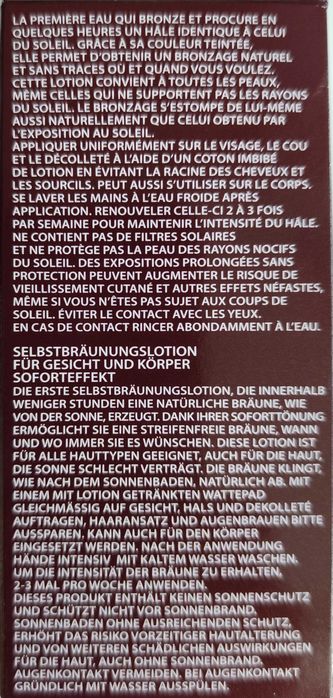 LA PREMIÈRE EAU QUI BRONZE ET PROCURE EN
QUELQUES HEURES UN HÂLE IDENTIQUE À CELUI
DU SOLEIL. GRÂCE À SA COULEUR TEINTÉE,
ELLE PERMET D'OBTENIR UN BRONZAGE NATUREL
ET SANS TRACES OÙ ET QUAND VOUS VOULEZ.
CETTE LOTION CONVIENT À TOUTES LES PEAUX,
MÊME CELLES QUI NE SUPPORTENT PAS LES RAYONS
DU SOLEIL. LE BRONZAGE S'ESTOMPE DE LUI-MÊME
AUSSI NATURELLEMENT QUE CELUI OBTENU PAR
L'EXPOSITION AU SOLEIL.
APPLIQUER UNIFORMÉMENT SUR LE VISAGE, LE COU
ET LE DÉCOLLETÉ À L'AIDE D'UN COTON IMBIBÉ
DE LOTION EN ÉVITANT LA RACINE DES CHEVEUX ET
LES SOURCILS. PEUT AUSSI S'UTILISER SUR LE CORPS.
SE LAVER LES MAINS À L'EAU FROIDE APRÈS
APPLICATION. RENOUVELER CELLE-CI 2 À 3 FOIS
PAR SEMAINE POUR MAINTENIR L'INTENSITÉ DU HÂLE.
NE CONTIENT PAS DE FILTRES SOLAIRES
ET NE PROTÈGE PAS LA PEAU DES RAYONS NOCIFS
DU SOLEIL. DES EXPOSITIONS PROLONGÉES SANS
PROTECTION PEUVENT AUGMENTER LE RISQUE DE
VIEILLISSEMENT CUTANÉ ET AUTRES EFFETS NÉFASTES,
MÊME SI VOUS N'ÊTES PAS SUJET AUX COUPS DE
SOLEIL. ÉVITER LE CONTACT AVEC LES YEUX.
EN CAS DE CONTACT RINCER ABONDAMMENT À L'EAU.
SELBSTBRÄUNUNGSLOTION
FÜR GESICHT UND KÖRPER
SOFORTEFFEKT
DIE ERSTE SELBSTBRÄUNUNGSLOTION, DIE INNERHALB
WENIGER STUNDEN EINE NATÜRLICHE BRÄUNE, WIE
VON DER SONNE, ERZEUGT. DANK IHRER SOFORTTÖNUNG
ERMÖGLICHT SIE EINE STREIFENFREIE BRÄUNE, WANN
UND WO IMMER SIE ES WÜNSCHEN. DIESE LOTION IST
FÜR ALLE HAUTTYPEN GEEIGNET, AUCH FÜR DIE HAUT,
DIE SONNE SCHLECHT VERTRÄGT. DIE BRÄUNE KLINGT,
WIE NACH DEM SONNENBADEN, NATÜRLICH AB. MIT
EINEM MIT LOTION GETRÄNKTEN WATTEPAD
GLEICHMÄSSIG AUF GESICHT, HALS UND DEKOLLETÉ
AUFTRAGEN, HAARANSATZ UND AUGENBRAUEN BITTE
AUSSPAREN. KANN AUCH FÜR DEN KÖRPER
EINGESETZT WERDEN. NACH DER ANWENDUNG
HÄNDE INTENSIV MIT KALTEM WASSER WASCHEN.
UM DIE INTENSITÄT DER BRÄUNE ZU ERHALTEN,
2-3 MAL PRO WOCHE ANWENDEN.
DIESES PRODUKT ENTHÄLT KEINEN SONNENSCHUTZ
UND SCHÜTZT NICHT VOR SONNENBRAND.
SONNENBADEN OHNE AUSREICHENDEN SCHUTZ,
ERHÖHT DAS RISIKO VORZEITIGER HAUTALTERUNG
UND VON WEITEREN SCHÄDLICHEN AUSWIRKUNGEN
FÜR DIE HAUT, AUCH OHNE SONNENBRAND.
AUGENKONTAKT VERMEIDEN. BEI AUGENKONTAKT
GRÜNDLICH MIT WASSER AUSSPÜLEN.